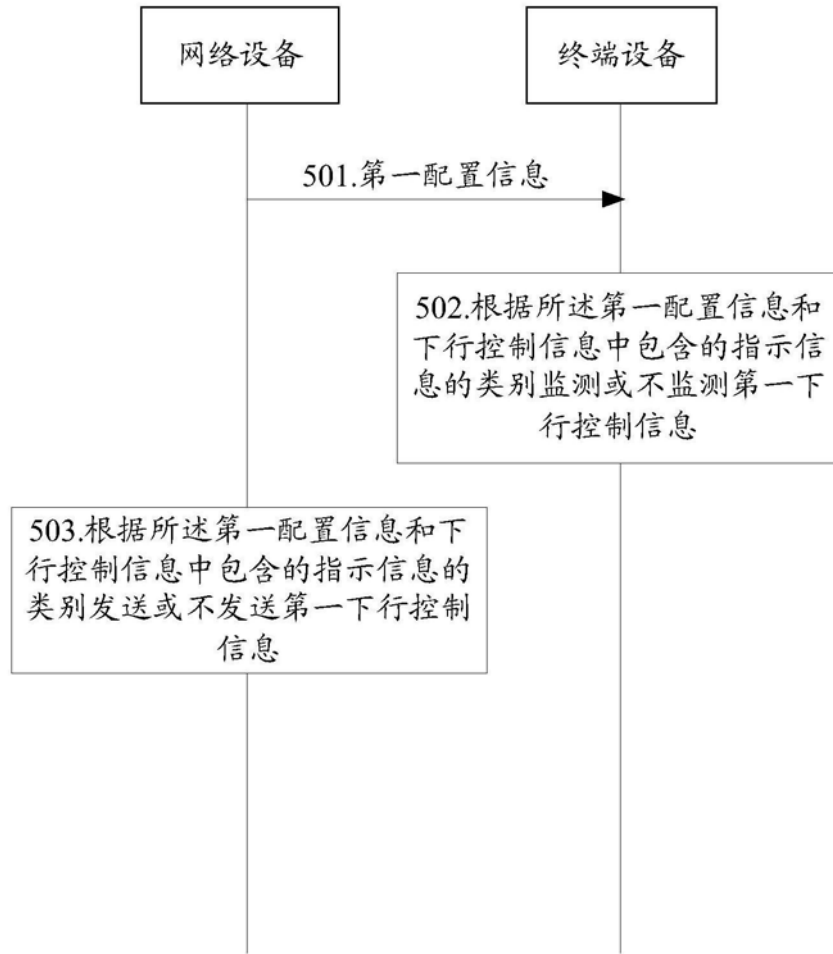 网络设备
终端设备
501.第一配置信息
502.根据所述第一配置信息和
下行控制信息中包含的指示信
息的类别监测或不监测第一下
行控制信息
503.根据所述第一配置信息和下
行控制信息中包含的指示信息的
类别发送或不发送第一下行控制
信息